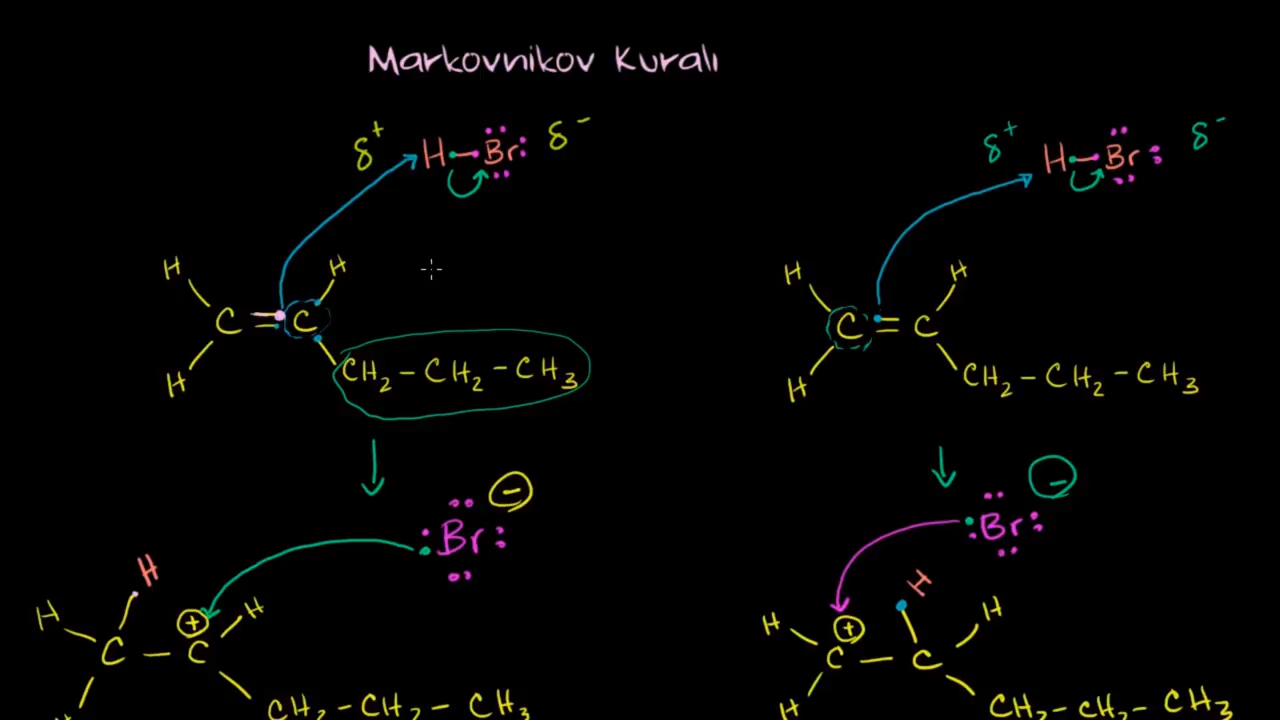 Markovnikov Kuralı
δ+ H–Br δ− δ+ H–Br δ−
H H H H
C=C C=C
H CH2–CH2–CH3 H CH2–CH2–CH3
Br − Br −
H H
H + H H + H
C–C C–C
H CH2–CH2–CH3 H CH2–CH2–CH3